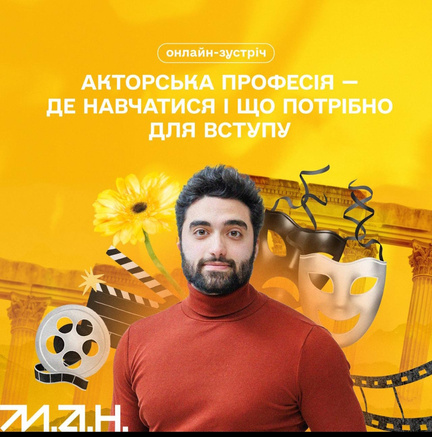 онлайн-зустріч
АКТОРСЬКА ПРОФЕСІЯ —
ДЕ НАВЧАТИСЯ І ЩО ПОТРІБНО
ДЛЯ ВСТУПУ
М.А.Н.